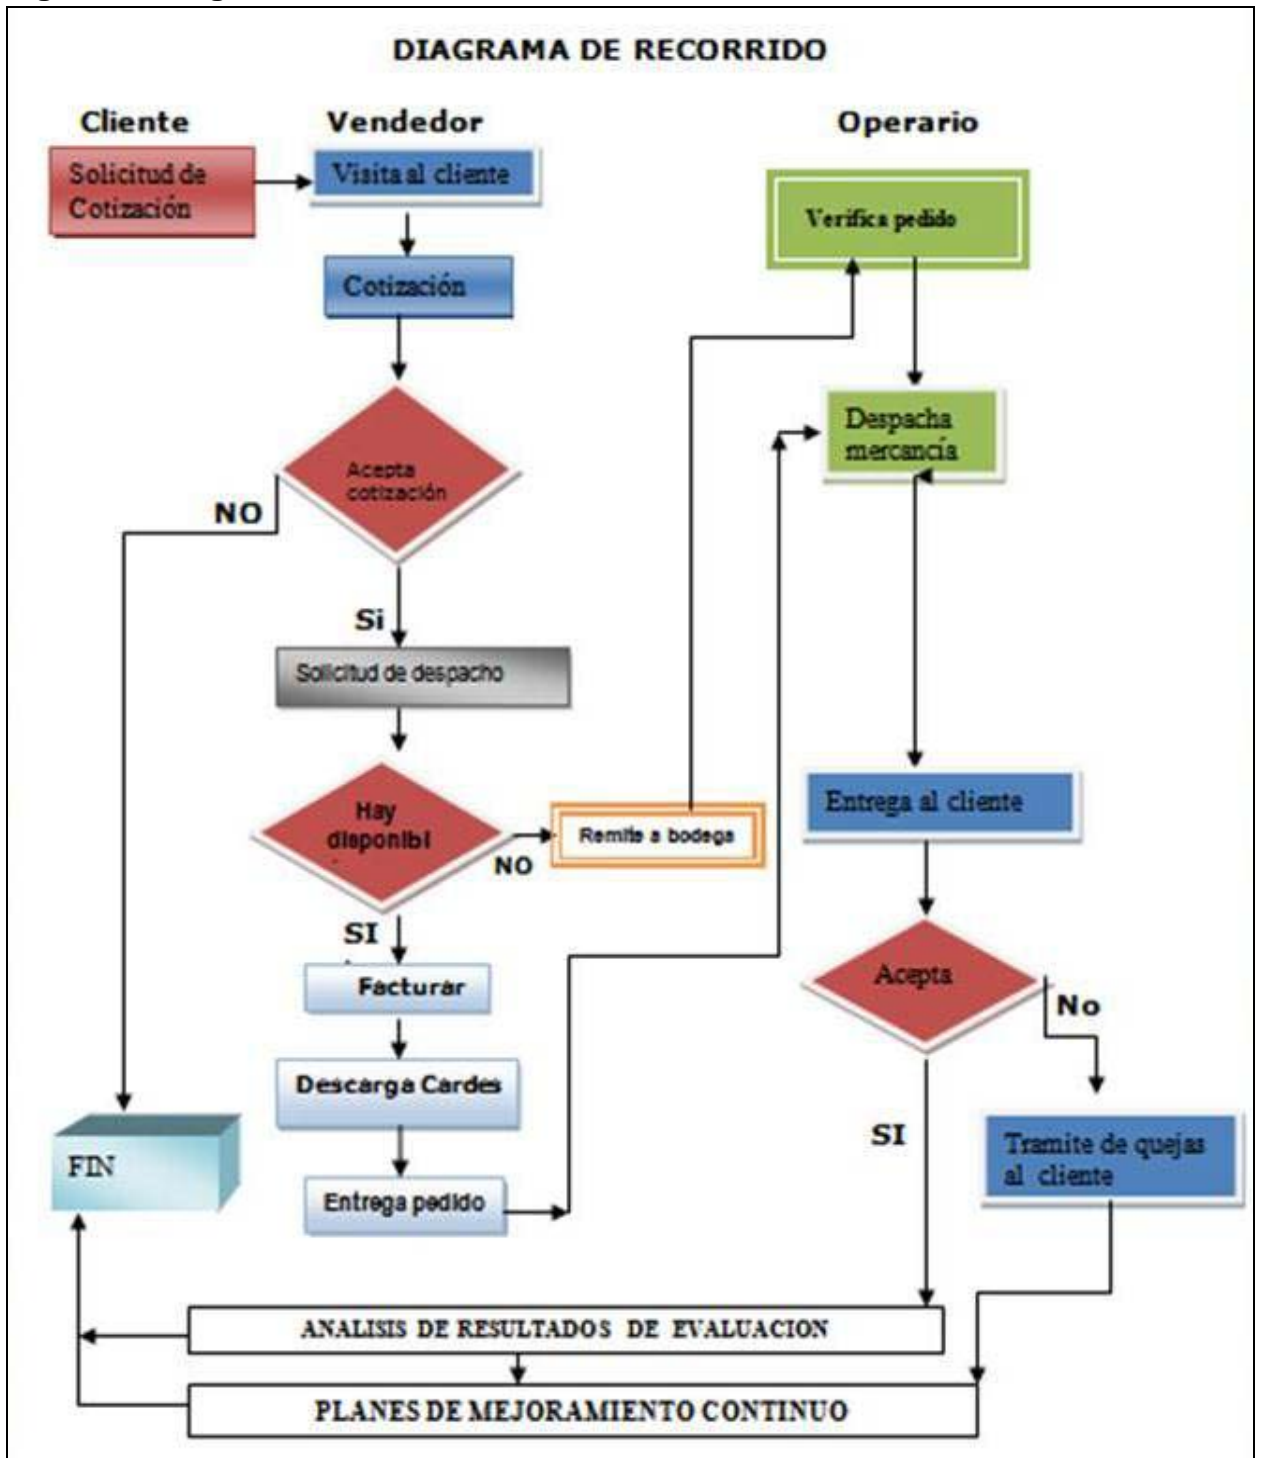 DIAGRAMA DE RECORRIDO
Cliente
Vendedor
Operario
Solicitud de
Cotización
Visita al cliente
Verifica pedido
Cotización
Despacha
mercancía
Acepta
cotización
NO
Si
Solicitud de despacho
Hay
disponibi
NO
Remite a bodega
Entrega al cliente
SI
Facturar
Acepta
No
Descarga Cardes
SI
Tramite de quejas
al cliente
FIN
Entrega pedido
ANALISIS DE RESULTADOS DE EVALUACION
PLANES DE MEJORAMIENTO CONTINUO